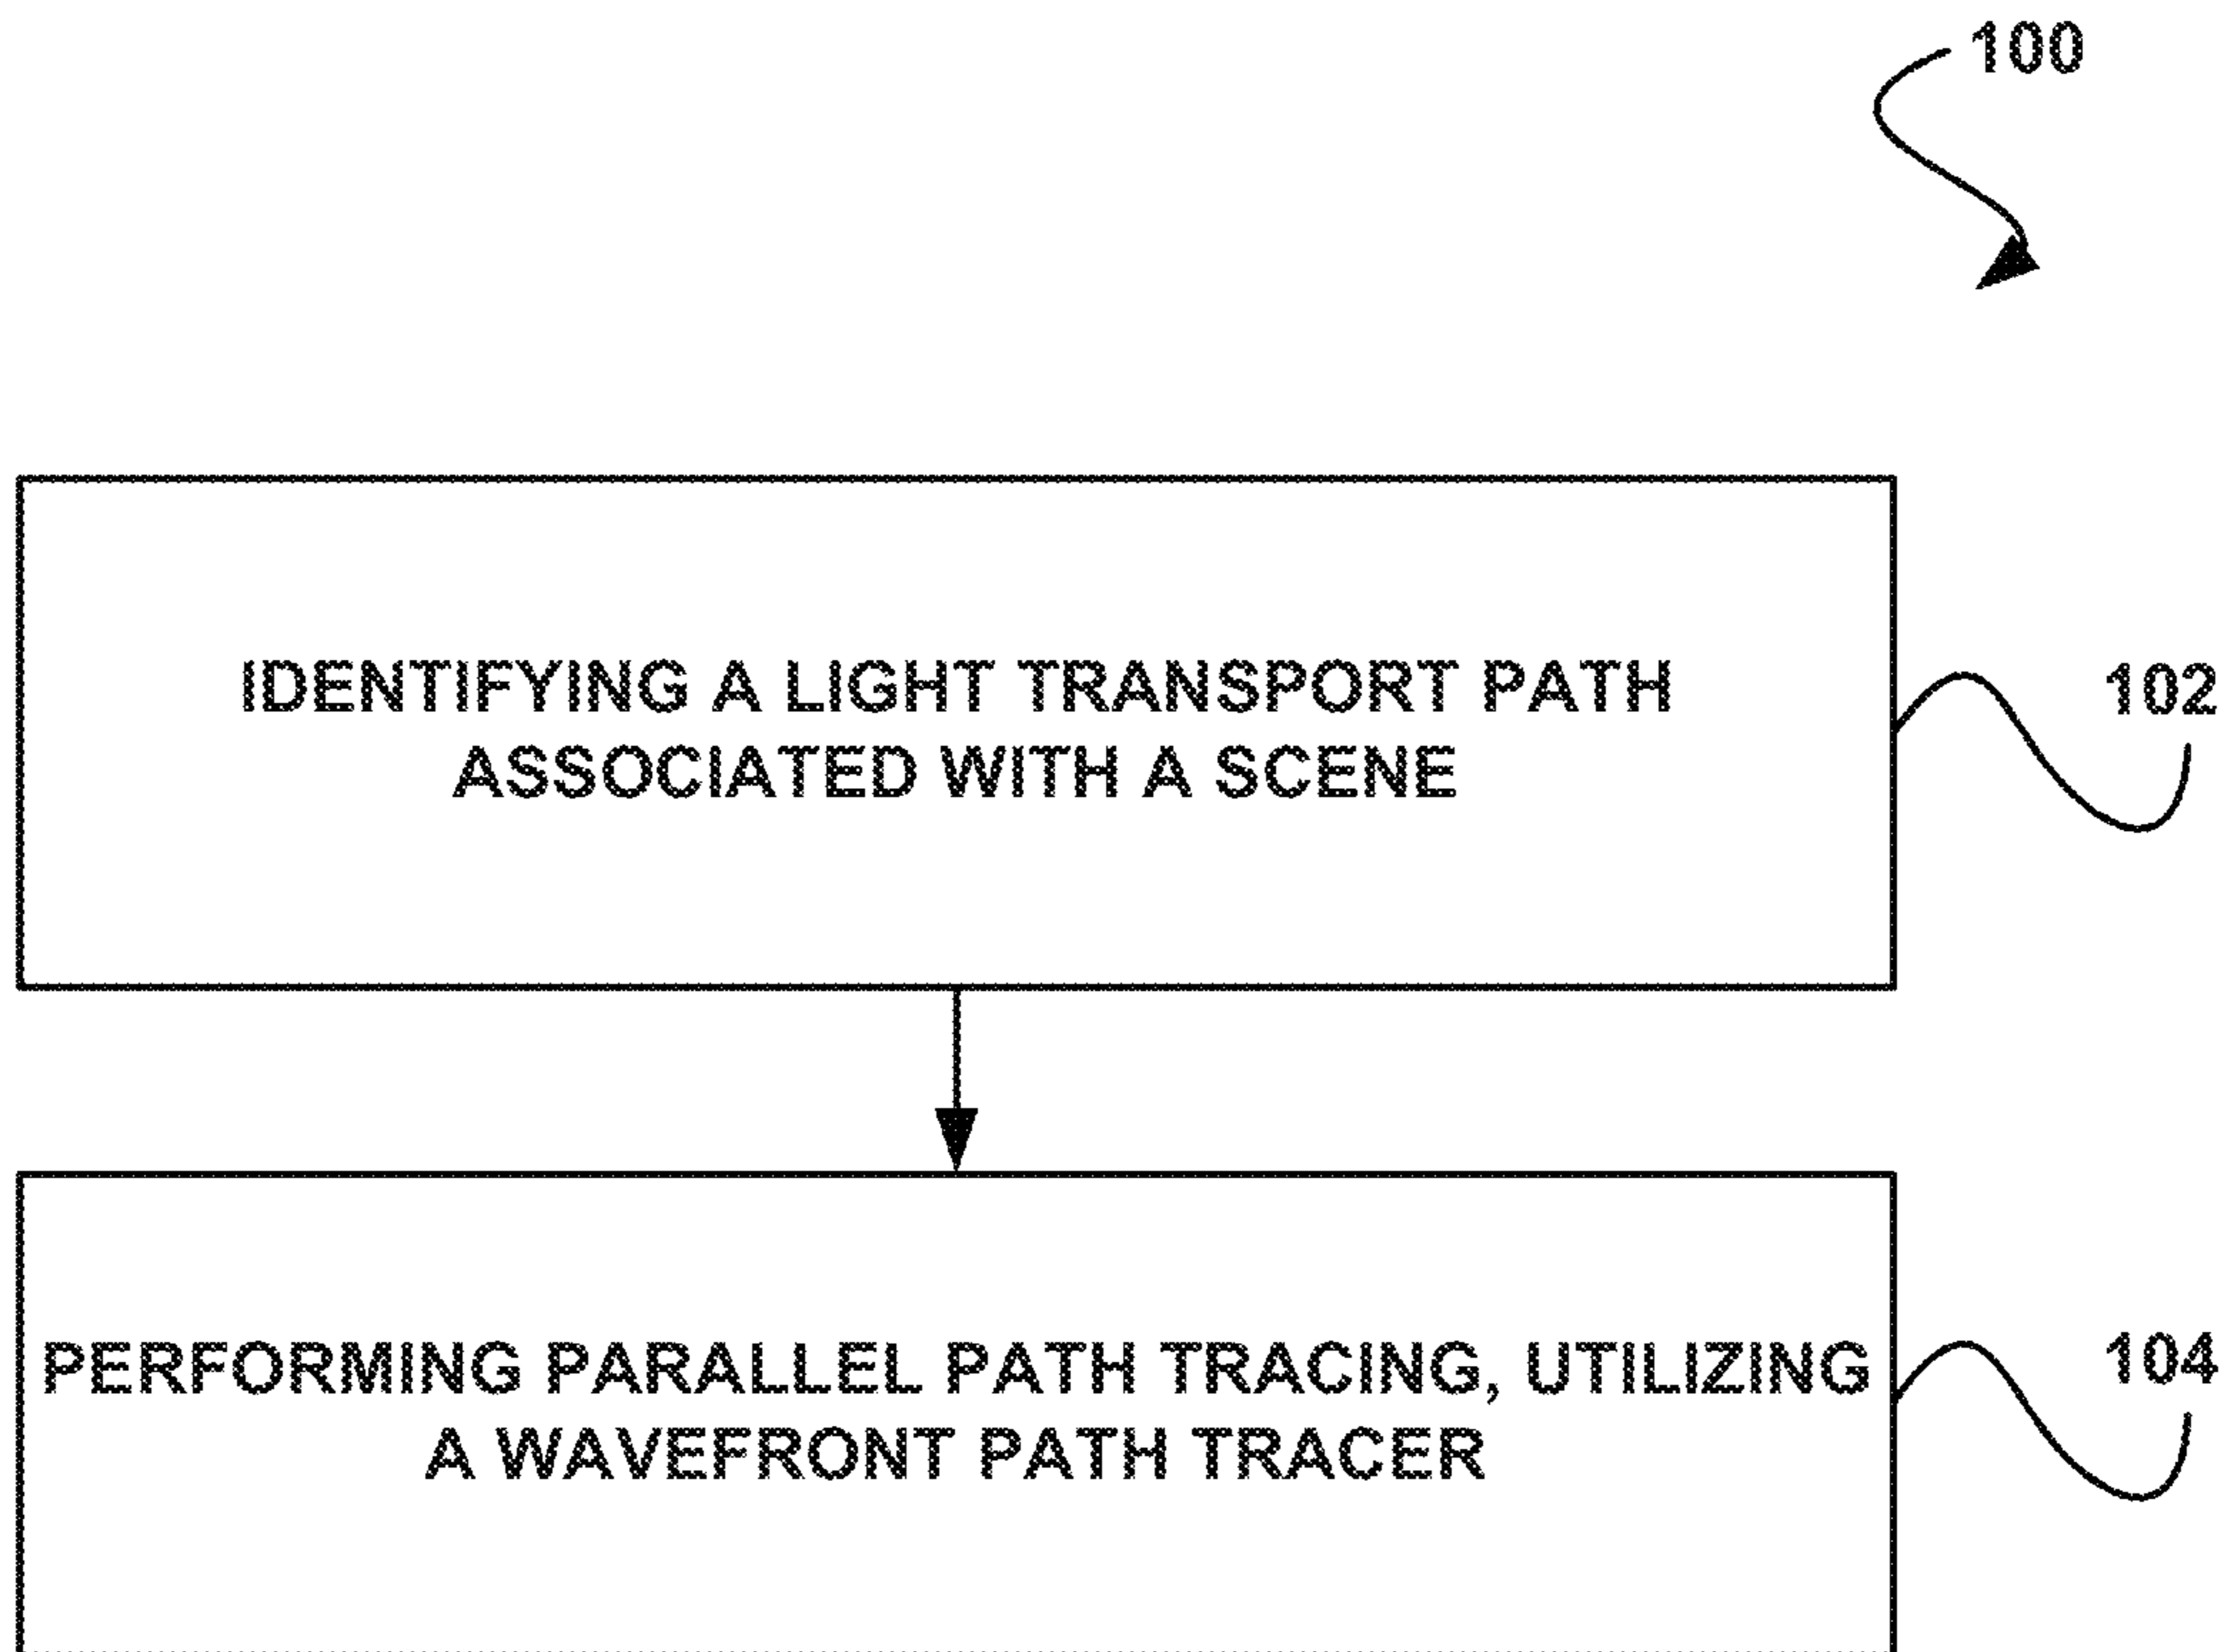 100
IDENTIFYING A LIGHT TRANSPORT PATH
ASSOCIATED WITH A SCENE
102
PERFORMING PARALLEL PATH TRACING, UTILIZING
A WAVEFRONT PATH TRACER
104